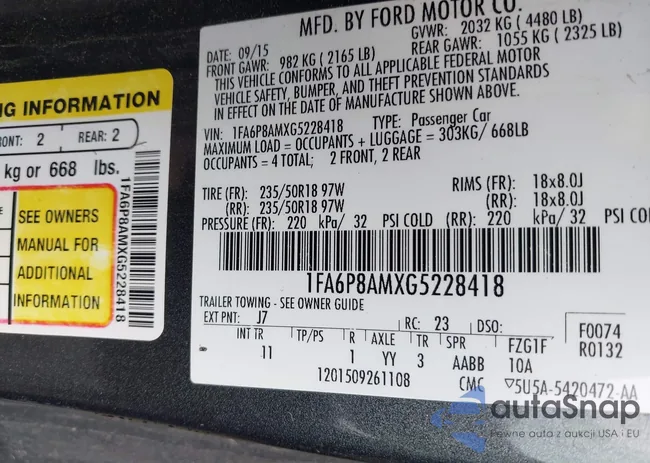 NG INFORMATION
FRONT: 2 REAR: 2
kg or 668 lbs.
SEE OWNERS
MANUAL FOR
ADDITIONAL
INFORMATION
1FA6P8AMXG5228418
MFD. BY FORD MOTOR CO.
DATE: 09/15 GVWR: 2032 KG ( 4480 LB)
FRONT GAWR: 982 KG ( 2165 LB) REAR GAWR: 1055 KG ( 2325 LB)
THIS VEHICLE CONFORMS TO ALL APPLICABLE FEDERAL MOTOR
VEHICLE SAFETY, BUMPER, AND THEFT PREVENTION STANDARDS
IN EFFECT ON THE DATE OF MANUFACTURE SHOWN ABOVE.
VIN: 1FA6P8AMXG5228418 TYPE: Passenger Car
MAXIMUM LOAD = OCCUPANTS + LUGGAGE = 303KG/ 668LB
OCCUPANTS = 4 TOTAL; 2 FRONT, 2 REAR
TIRE (FR): 235/50R18 97W RIMS (FR): 18x8.0J
(RR): 235/50R18 97W (RR): 18x8.0J
PRESSURE (FR): 220 kPa/ 32 PSI COLD (RR): 220 kPa/ 32 PSI COL
1FA6P8AMXG5228418
TRAILER TOWING - SEE OWNER GUIDE
EXT PNT: J7 RC: 23 DSO: F0074
INT TR TP/PS R AXLE TR SPR FZG1F R0132
11 1 YY 3 AABB 10A
1201509261108 CMC ▽5U5A-5420472-AA
autaSnap
Pewne auta z aukcji USA i EU